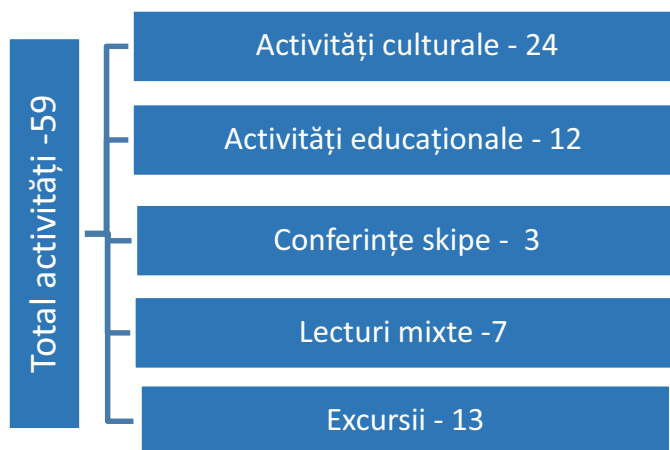 Total activități -59
Activități culturale - 24
Activități educaționale - 12
Conferințe skipe -  3
Lecturi mixte -7
Excursii - 13